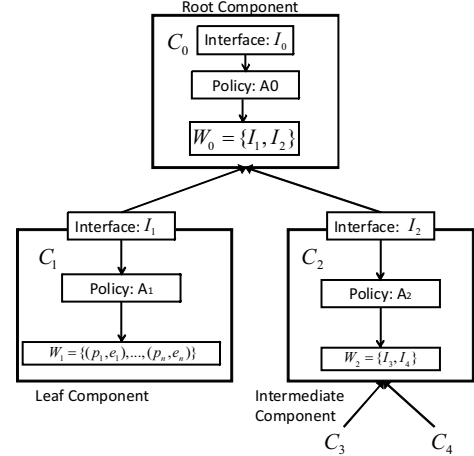 Root Component
C₀
Interface: I₀
Policy: A0
W₀ = {I₁, I₂}
Interface: I₁
C₁
Policy: A₁
W₁ = {(p₁,e₁),...,(pₙ,eₙ)}
Leaf Component
Interface: I₂
C₂
Policy: A₂
W₂ = {I₃, I₄}
Intermediate
Component
C₃
C₄